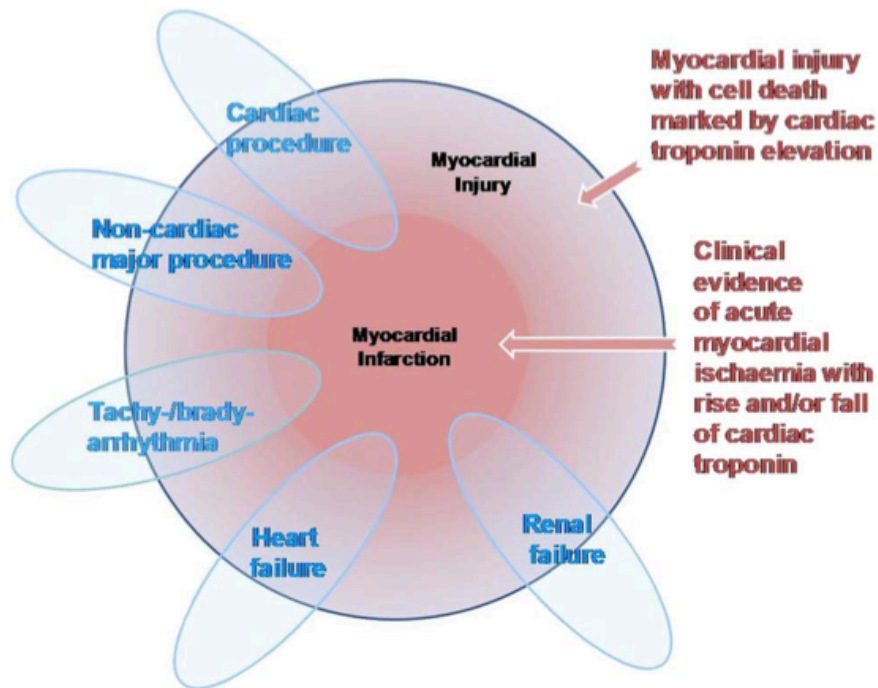 Cardiac
procedure
Myocardial
Injury
Myocardial injury
with cell death
marked by cardiac
troponin elevation
Non-cardiac
major procedure
Myocardial
Infarction
Clinical
evidence
of acute
myocardial
ischaemia with
rise and/or fall
of cardiac
troponin
Tachy-/brady-
arrhythmia
Heart
failure
Renal
failure